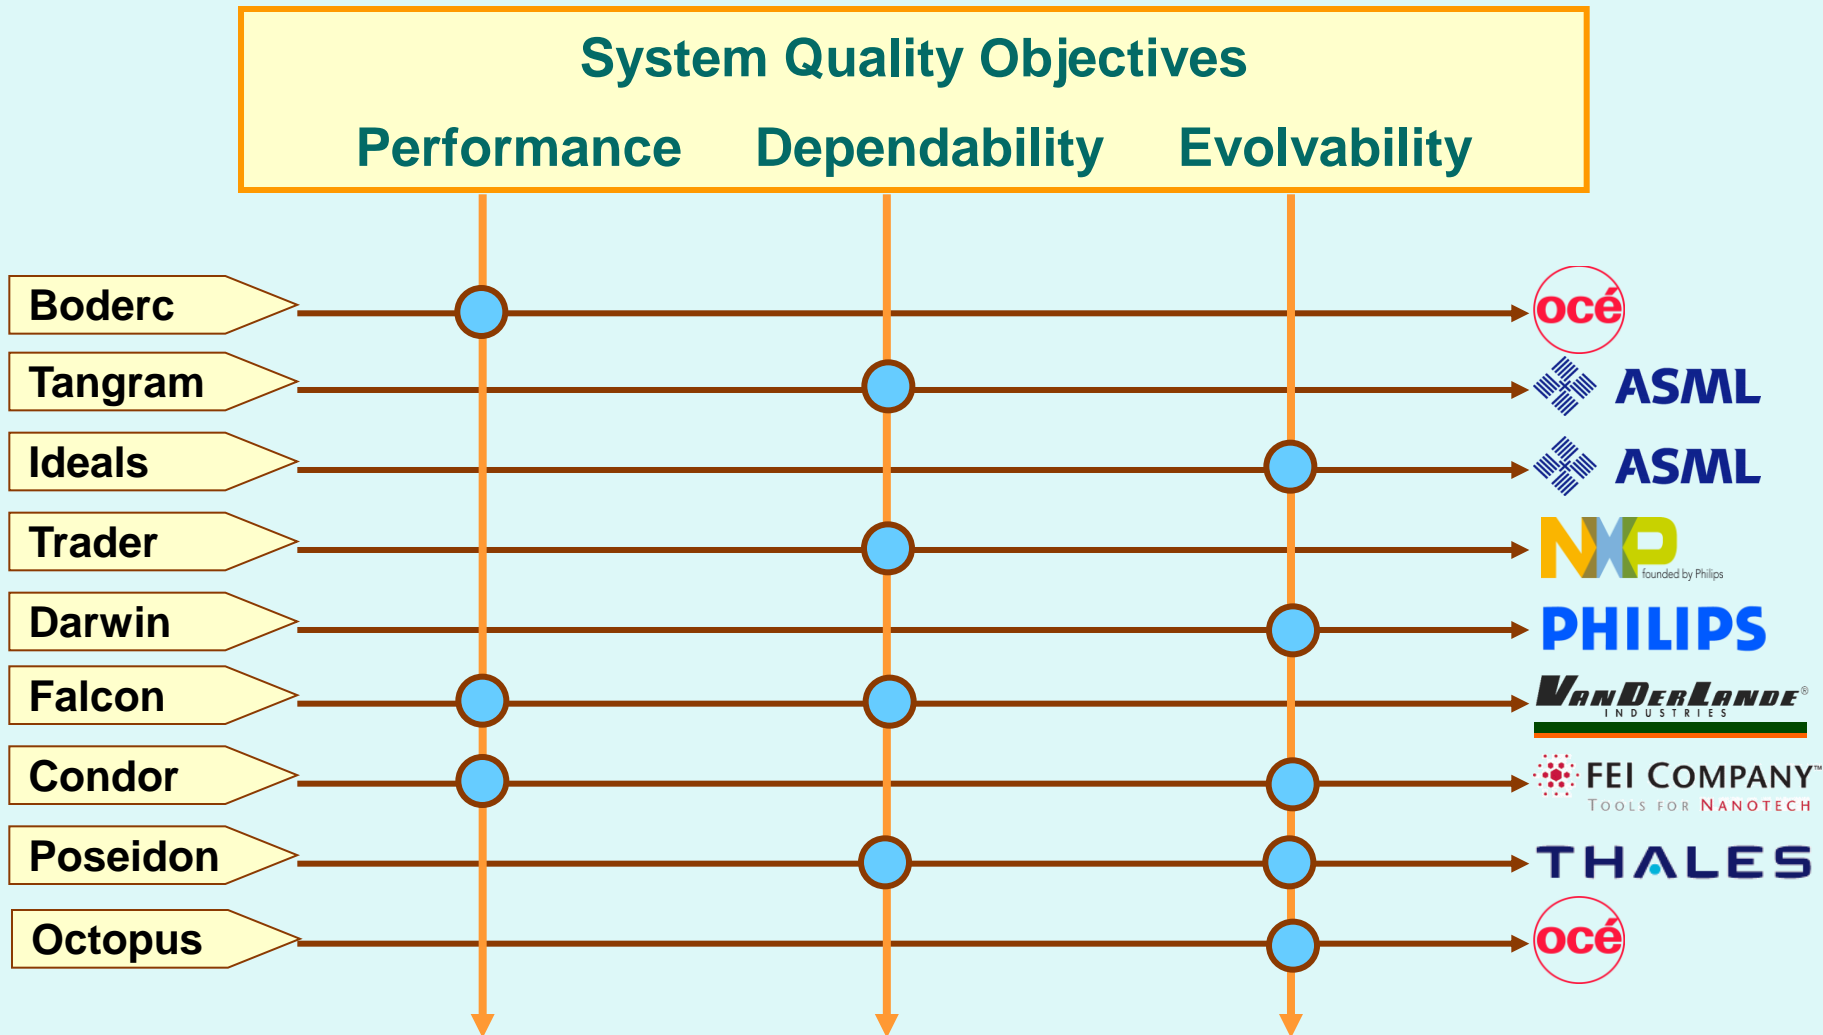 System Quality Objectives
Performance Dependability Evolvability
Boderc
océ
Tangram
ASML
Ideals
ASML
Trader
NXP
founded by Philips
Darwin
PHILIPS
Falcon
VANDERLANDE®
INDUSTRIES
Condor
FEI COMPANY™
TOOLS FOR NANOTECH
Poseidon
THALES
Octopus
océ